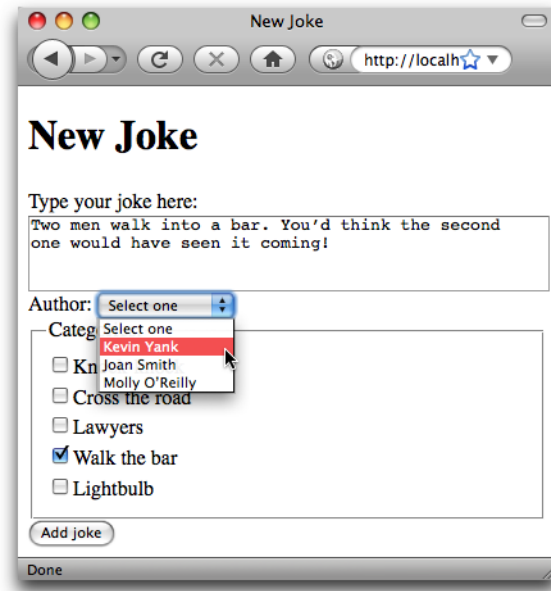 New Joke
http://localh
New Joke
Type your joke here:
Two men walk into a bar. You'd think the second
one would have seen it coming!
Author: Select one
Select one
Categ
Kevin Yank
Kn
Joan Smith
Molly O'Reilly
Cross the road
Lawyers
Walk the bar
Lightbulb
Add joke
Done